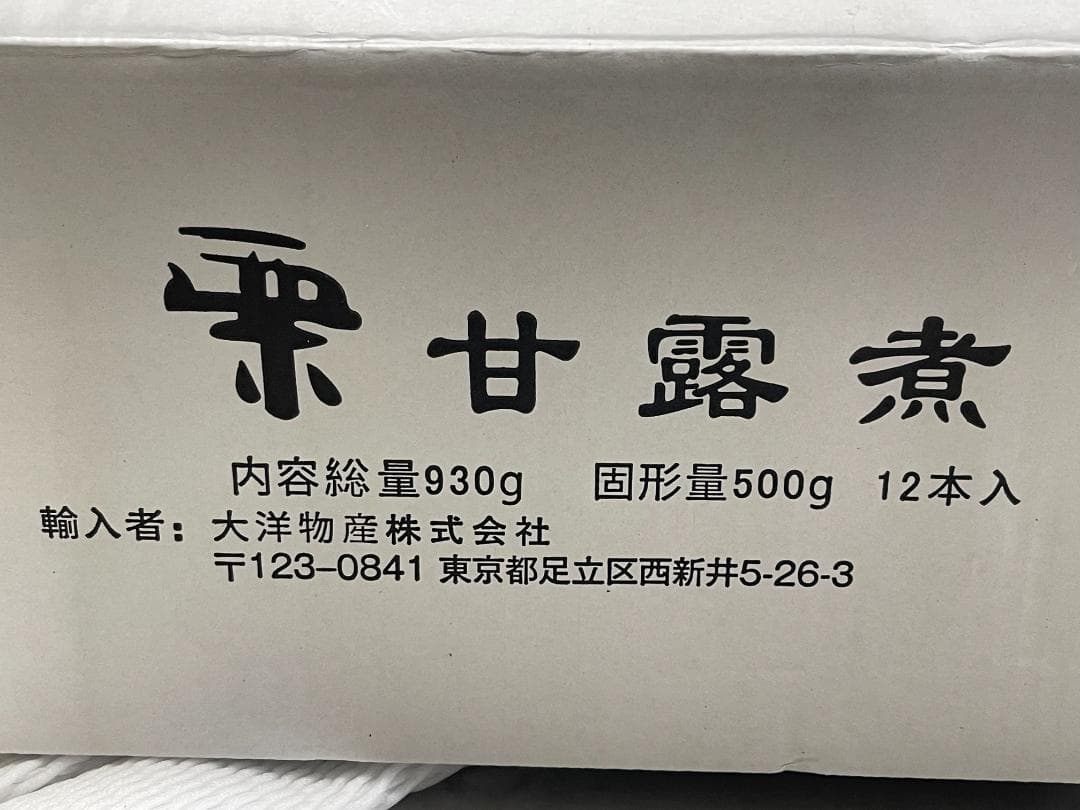 栗甘露煮
内容総量930g 固形量500g 12本入
輸入者：大洋物産株式会社
〒123-0841 東京都足立区西新井5-26-3